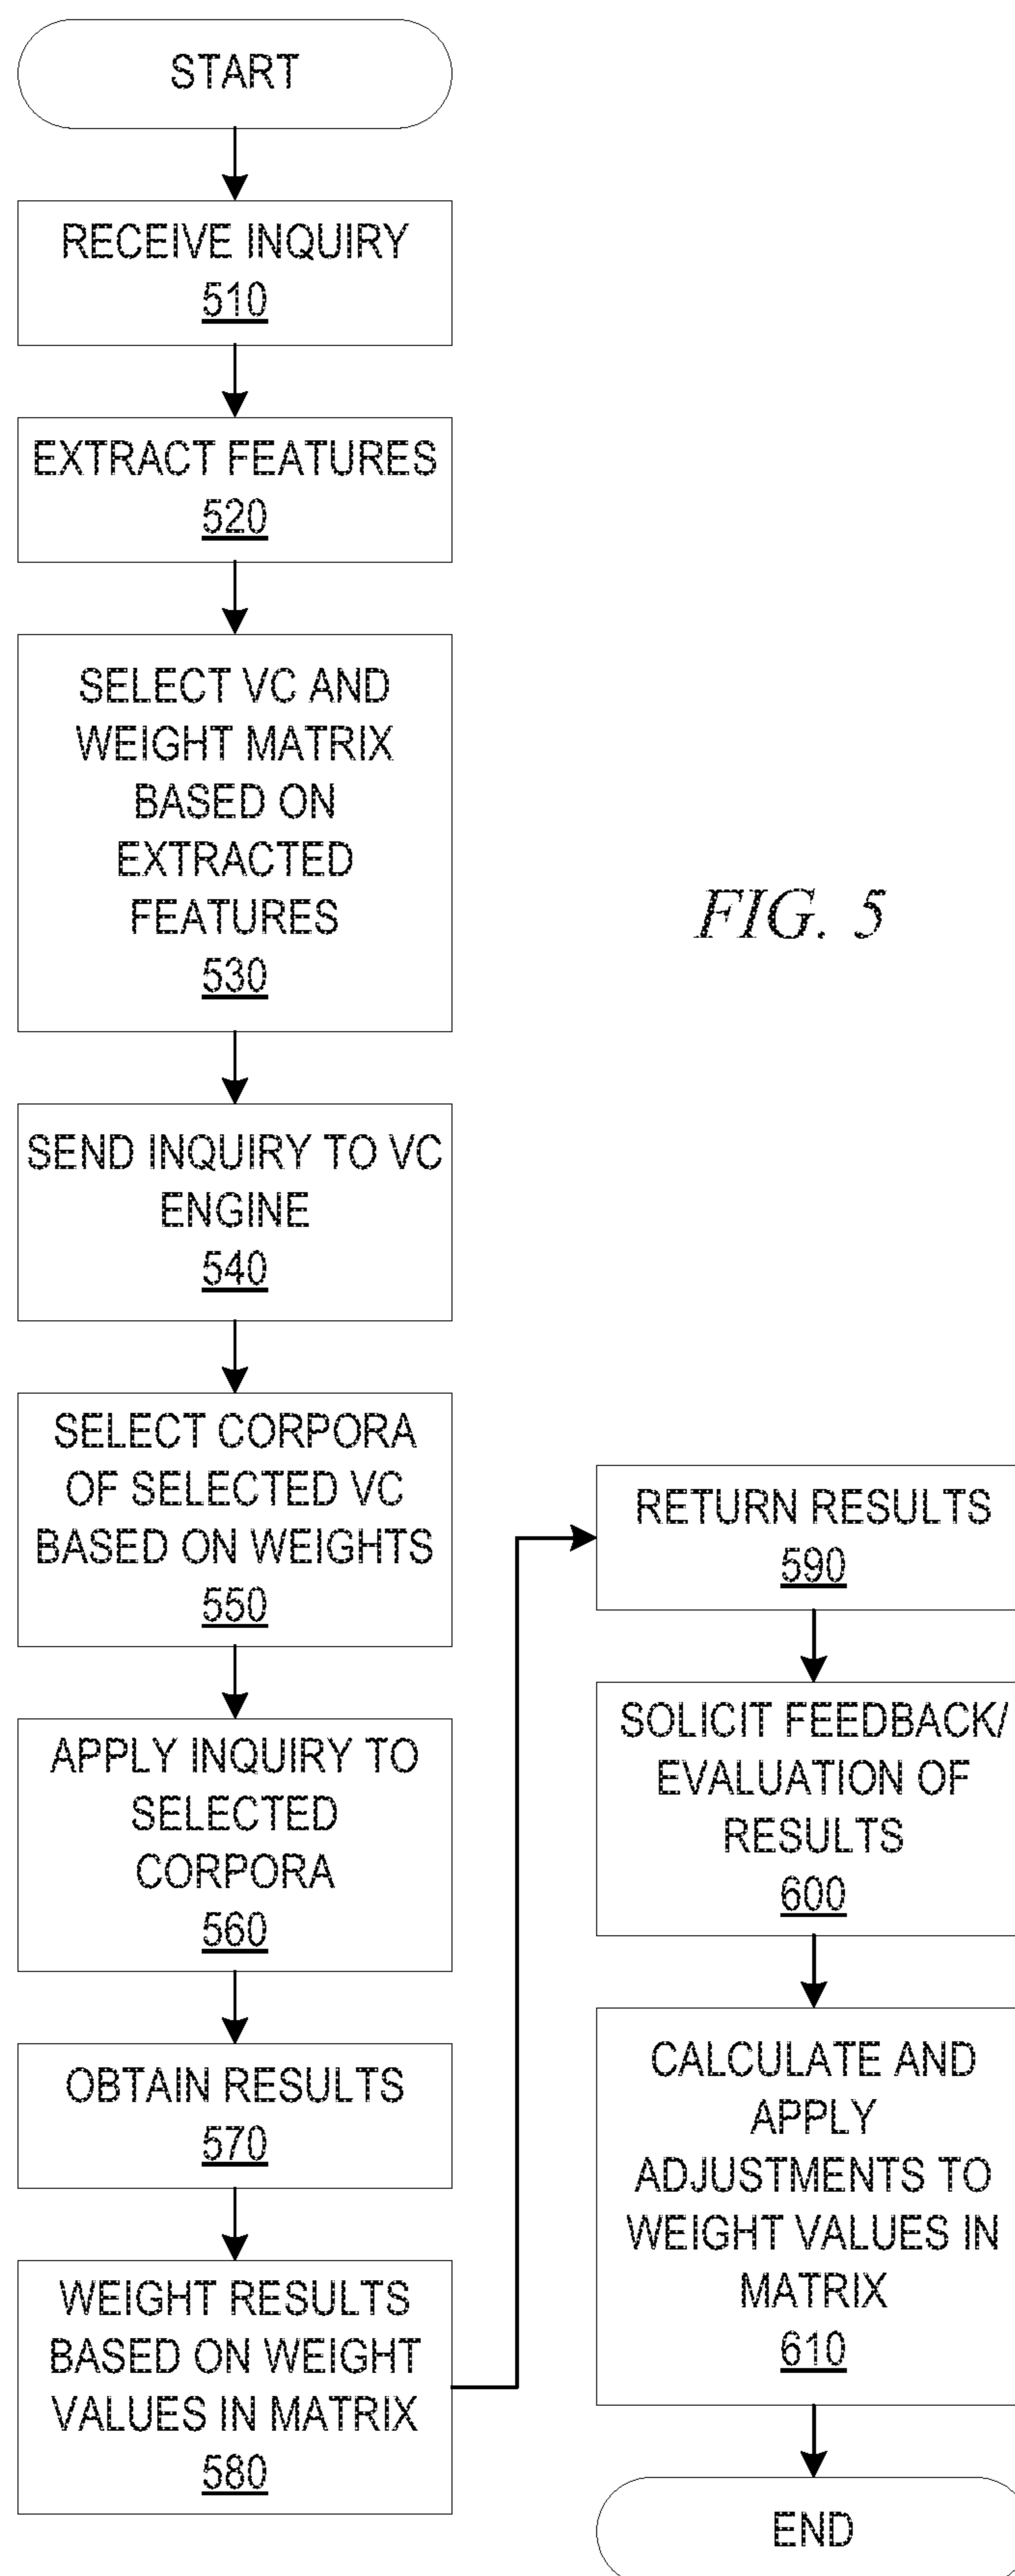 START
RECEIVE INQUIRY
510
EXTRACT FEATURES
520
SELECT VC AND
WEIGHT MATRIX
BASED ON
EXTRACTED
FEATURES
530
SEND INQUIRY TO VC
ENGINE
540
SELECT CORPORA
OF SELECTED VC
BASED ON WEIGHTS
550
APPLY INQUIRY TO
SELECTED
CORPORA
560
OBTAIN RESULTS
570
WEIGHT RESULTS
BASED ON WEIGHT
VALUES IN MATRIX
580
RETURN RESULTS
590
SOLICIT FEEDBACK/
EVALUATION OF
RESULTS
600
CALCULATE AND
APPLY
ADJUSTMENTS TO
WEIGHT VALUES IN
MATRIX
610
END
FIG. 5